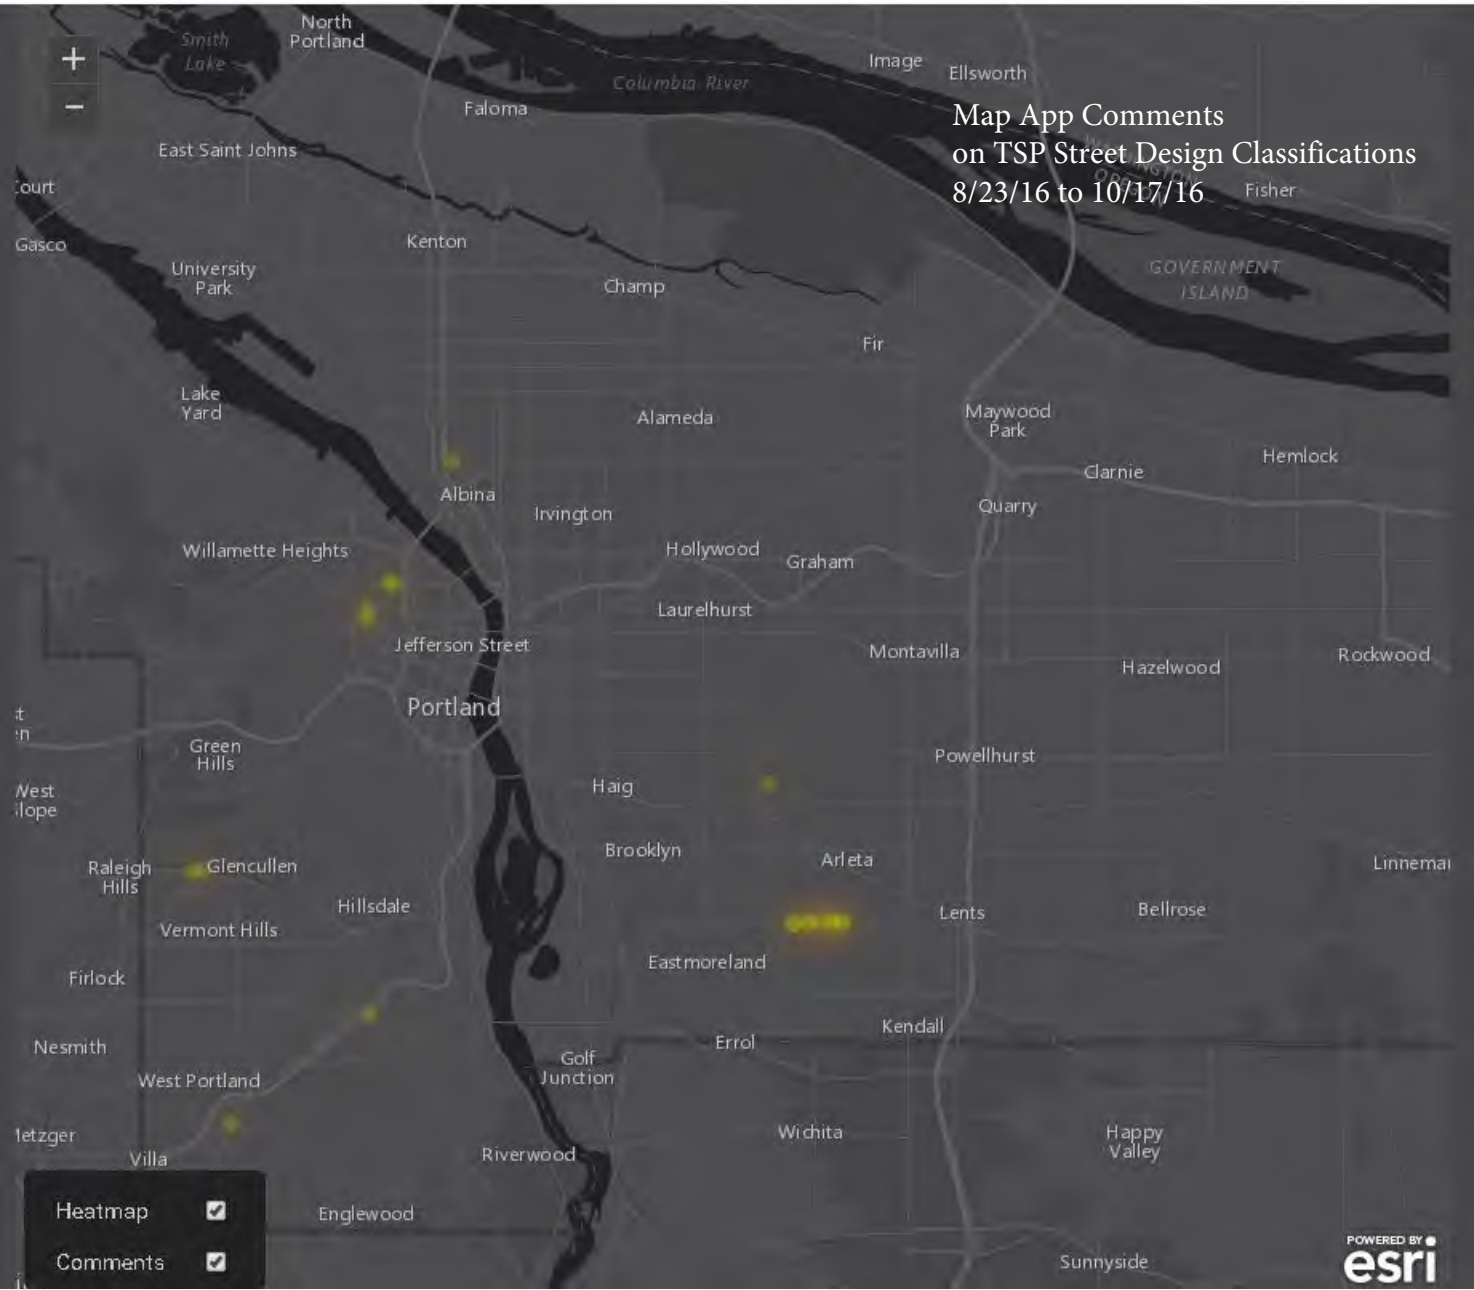 +
−
Smith
Lake
North
Portland
Columbia River
Image
Ellsworth
Faloma
Map App Comments
on TSP Street Design Classifications
8/23/16 to 10/17/16
WASHINGTON
Fisher
East Saint Johns
Gasco
Kenton
University
Park
Champ
GOVERNMENT
ISLAND
Fir
Lake
Yard
Alameda
Maywood
Park
Hemlock
Clarnie
Albina
Irvington
Quarry
Willamette Heights
Hollywood
Graham
Laurelhurst
Jefferson Street
Montavilla
Hazelwood
Rockwood
Portland
Green
Hills
Powellhurst
Haig
Brooklyn
Arleta
Raleigh
Hills
Glencullen
Linnemar
Hillsdale
Lents
Bellrose
Vermont Hills
Eastmoreland
Firlock
Kendall
Errol
Nesmith
Golf
Junction
West Portland
Wichita
Happy
Valley
Villa
Riverwood
Heatmap
Englewood
Comments
Sunnyside
POWERED BY
esri